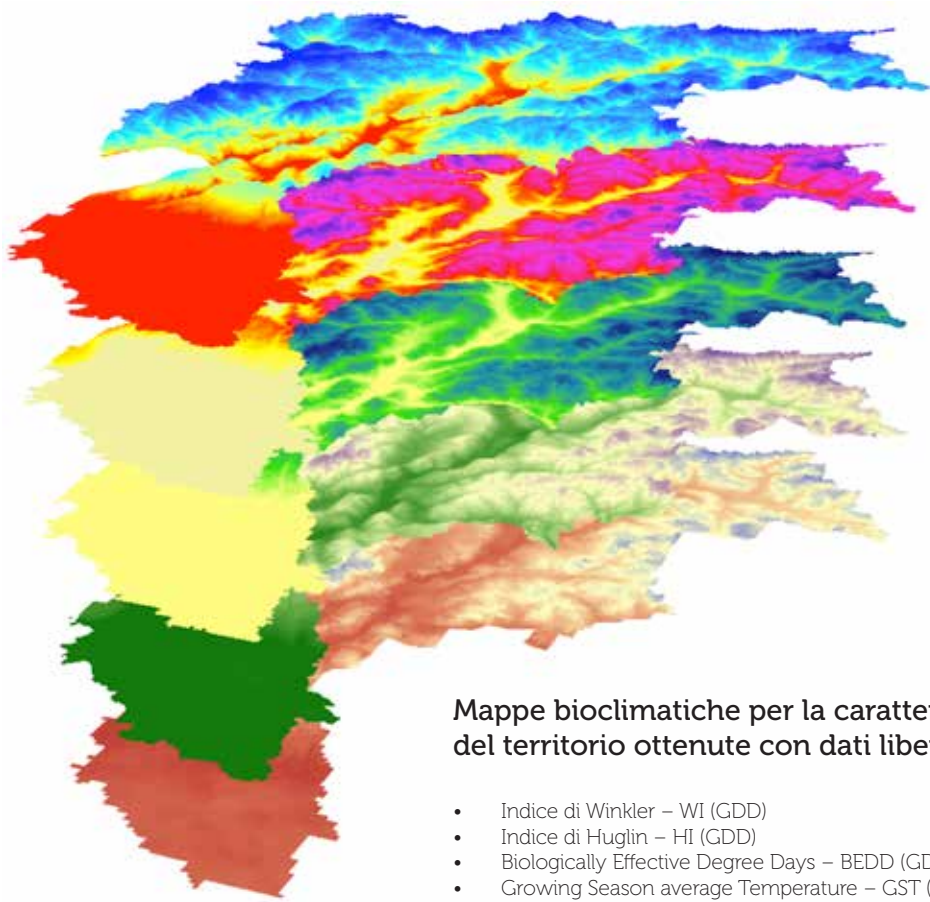 Mappe bioclimatiche per la caratte
del territorio ottenute con dati libe
• Indice di Winkler – WI (GDD)
• Indice di Huglin – HI (GDD)
• Biologically Effective Degree Days – BEDD (GD
• Growing Season average Temperature – GST (